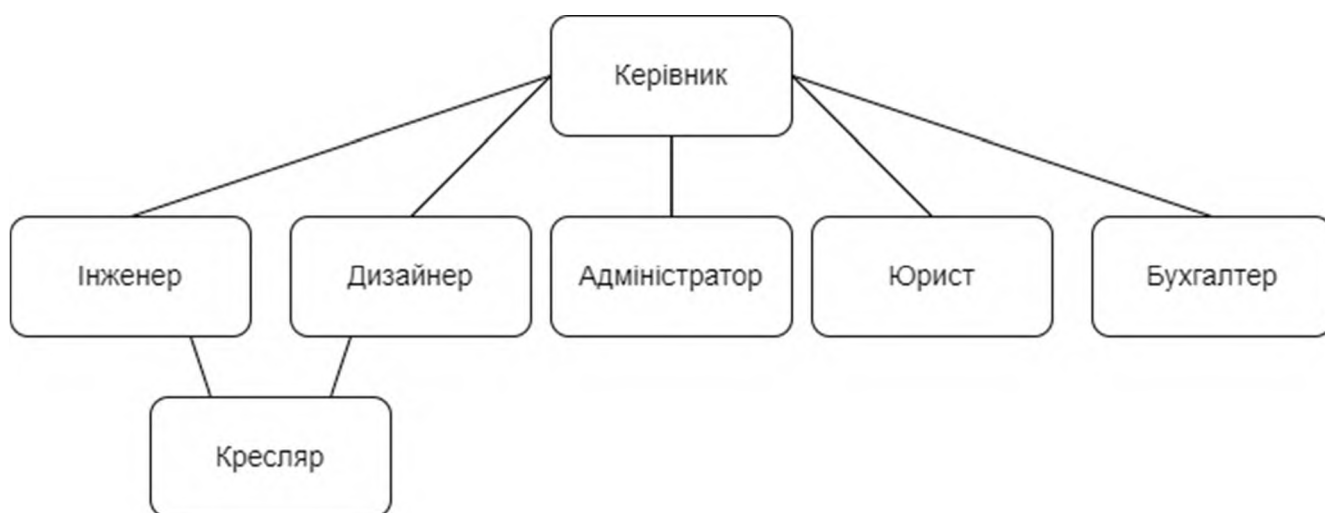 Керівник
Інженер
Дизайнер
Адміністратор
Юрист
Бухгалтер
Кресляр